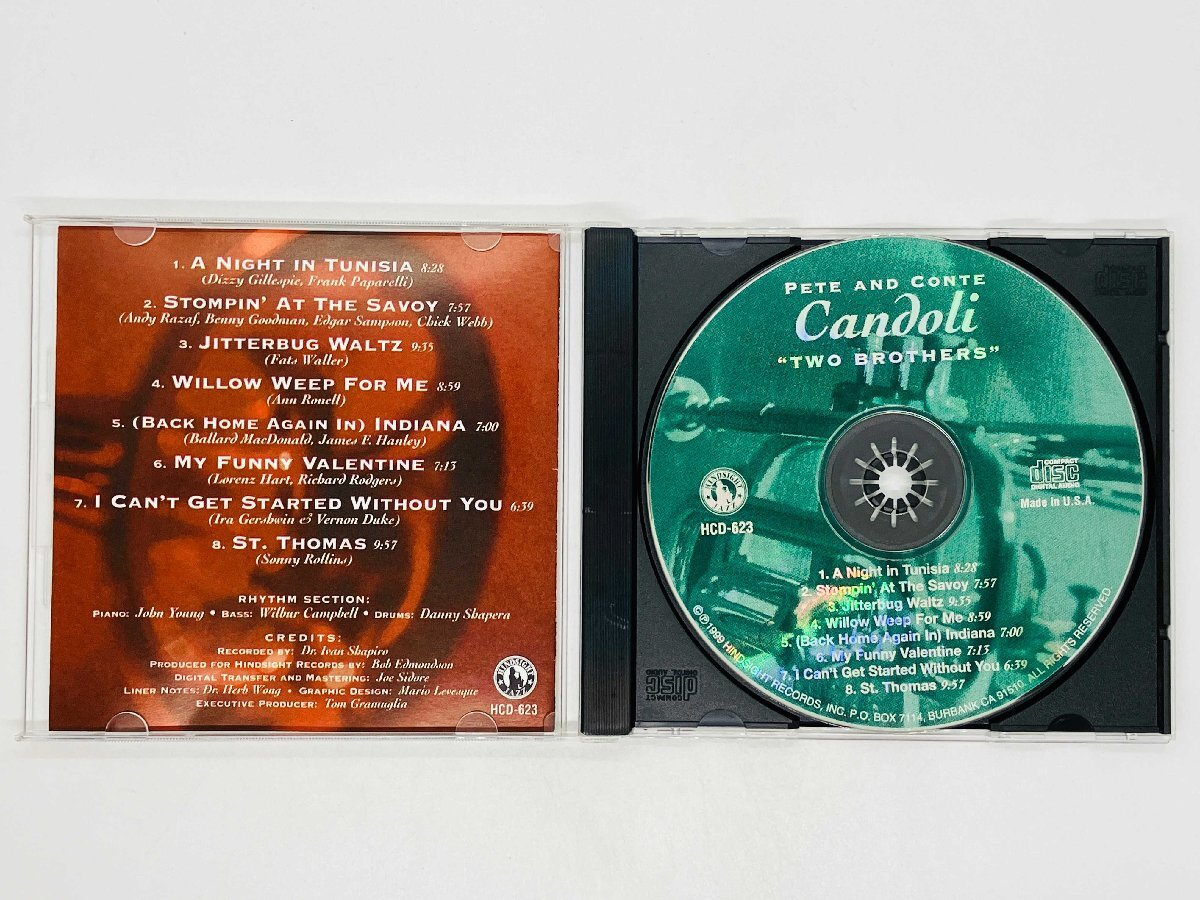 1. A NIGHT IN TUNISIA 8:28
(Dizzy Gillespie, Frank Paparelli)
2. STOMPIN' AT THE SAVOY 7:57
(Andy Razaf, Benny Goodman, Edgar Sampson, Chick Webb)
3. JITTERBUG WALTZ 9:35
(Fats Waller)
4. WILLOW WEEP FOR ME 8:59
(Ann Ronell)
5. (BACK HOME AGAIN IN) INDIANA 7:00
(Ballard MacDonald, James F. Hanley)
6. MY FUNNY VALENTINE 7:13
(Lorenz Hart, Richard Rodgers)
7. I CAN'T GET STARTED WITHOUT YOU 6:39
(Ira Gershwin & Vernon Duke)
8. ST. THOMAS 9:57
(Sonny Rollins)
RHYTHM SECTION:
PIANO: John Young • BASS: Wilbur Campbell • DRUMS: Danny Shapera
CREDITS:
RECORDED BY: Dr. Ivan Shapiro
PRODUCED FOR HINDSIGHT RECORDS BY: Bob Edmondson
DIGITAL TRANSFER AND MASTERING: Joe Sidore
LINER NOTES: Dr. Herb Wong • GRAPHIC DESIGN: Mario Levesque
EXECUTIVE PRODUCER: Tom Gramuglia
HINDSIGHT
JAZZ
HCD-623
PETE AND CONTE
Candoli
"TWO BROTHERS"
HINDSIGHT
JAZZ
HCD-623
COMPACT
disc
DIGITAL AUDIO
Made in U.S.A.
1. A Night in Tunisia 8:28
2. Stompin' At The Savoy 7:57
3. Jitterbug Waltz 9:35
4. Willow Weep For Me 8:59
5. (Back Home Again In) Indiana 7:00
6. My Funny Valentine 7:13
7. I Can't Get Started Without You 6:39
8. St. Thomas 9:57
©℗1999 HINDSIGHT RECORDS, INC. P.O. BOX 7114, BURBANK CA 91510 ALL RIGHTS RESERVED
COMPACT
disc
DIGITAL AUDIO